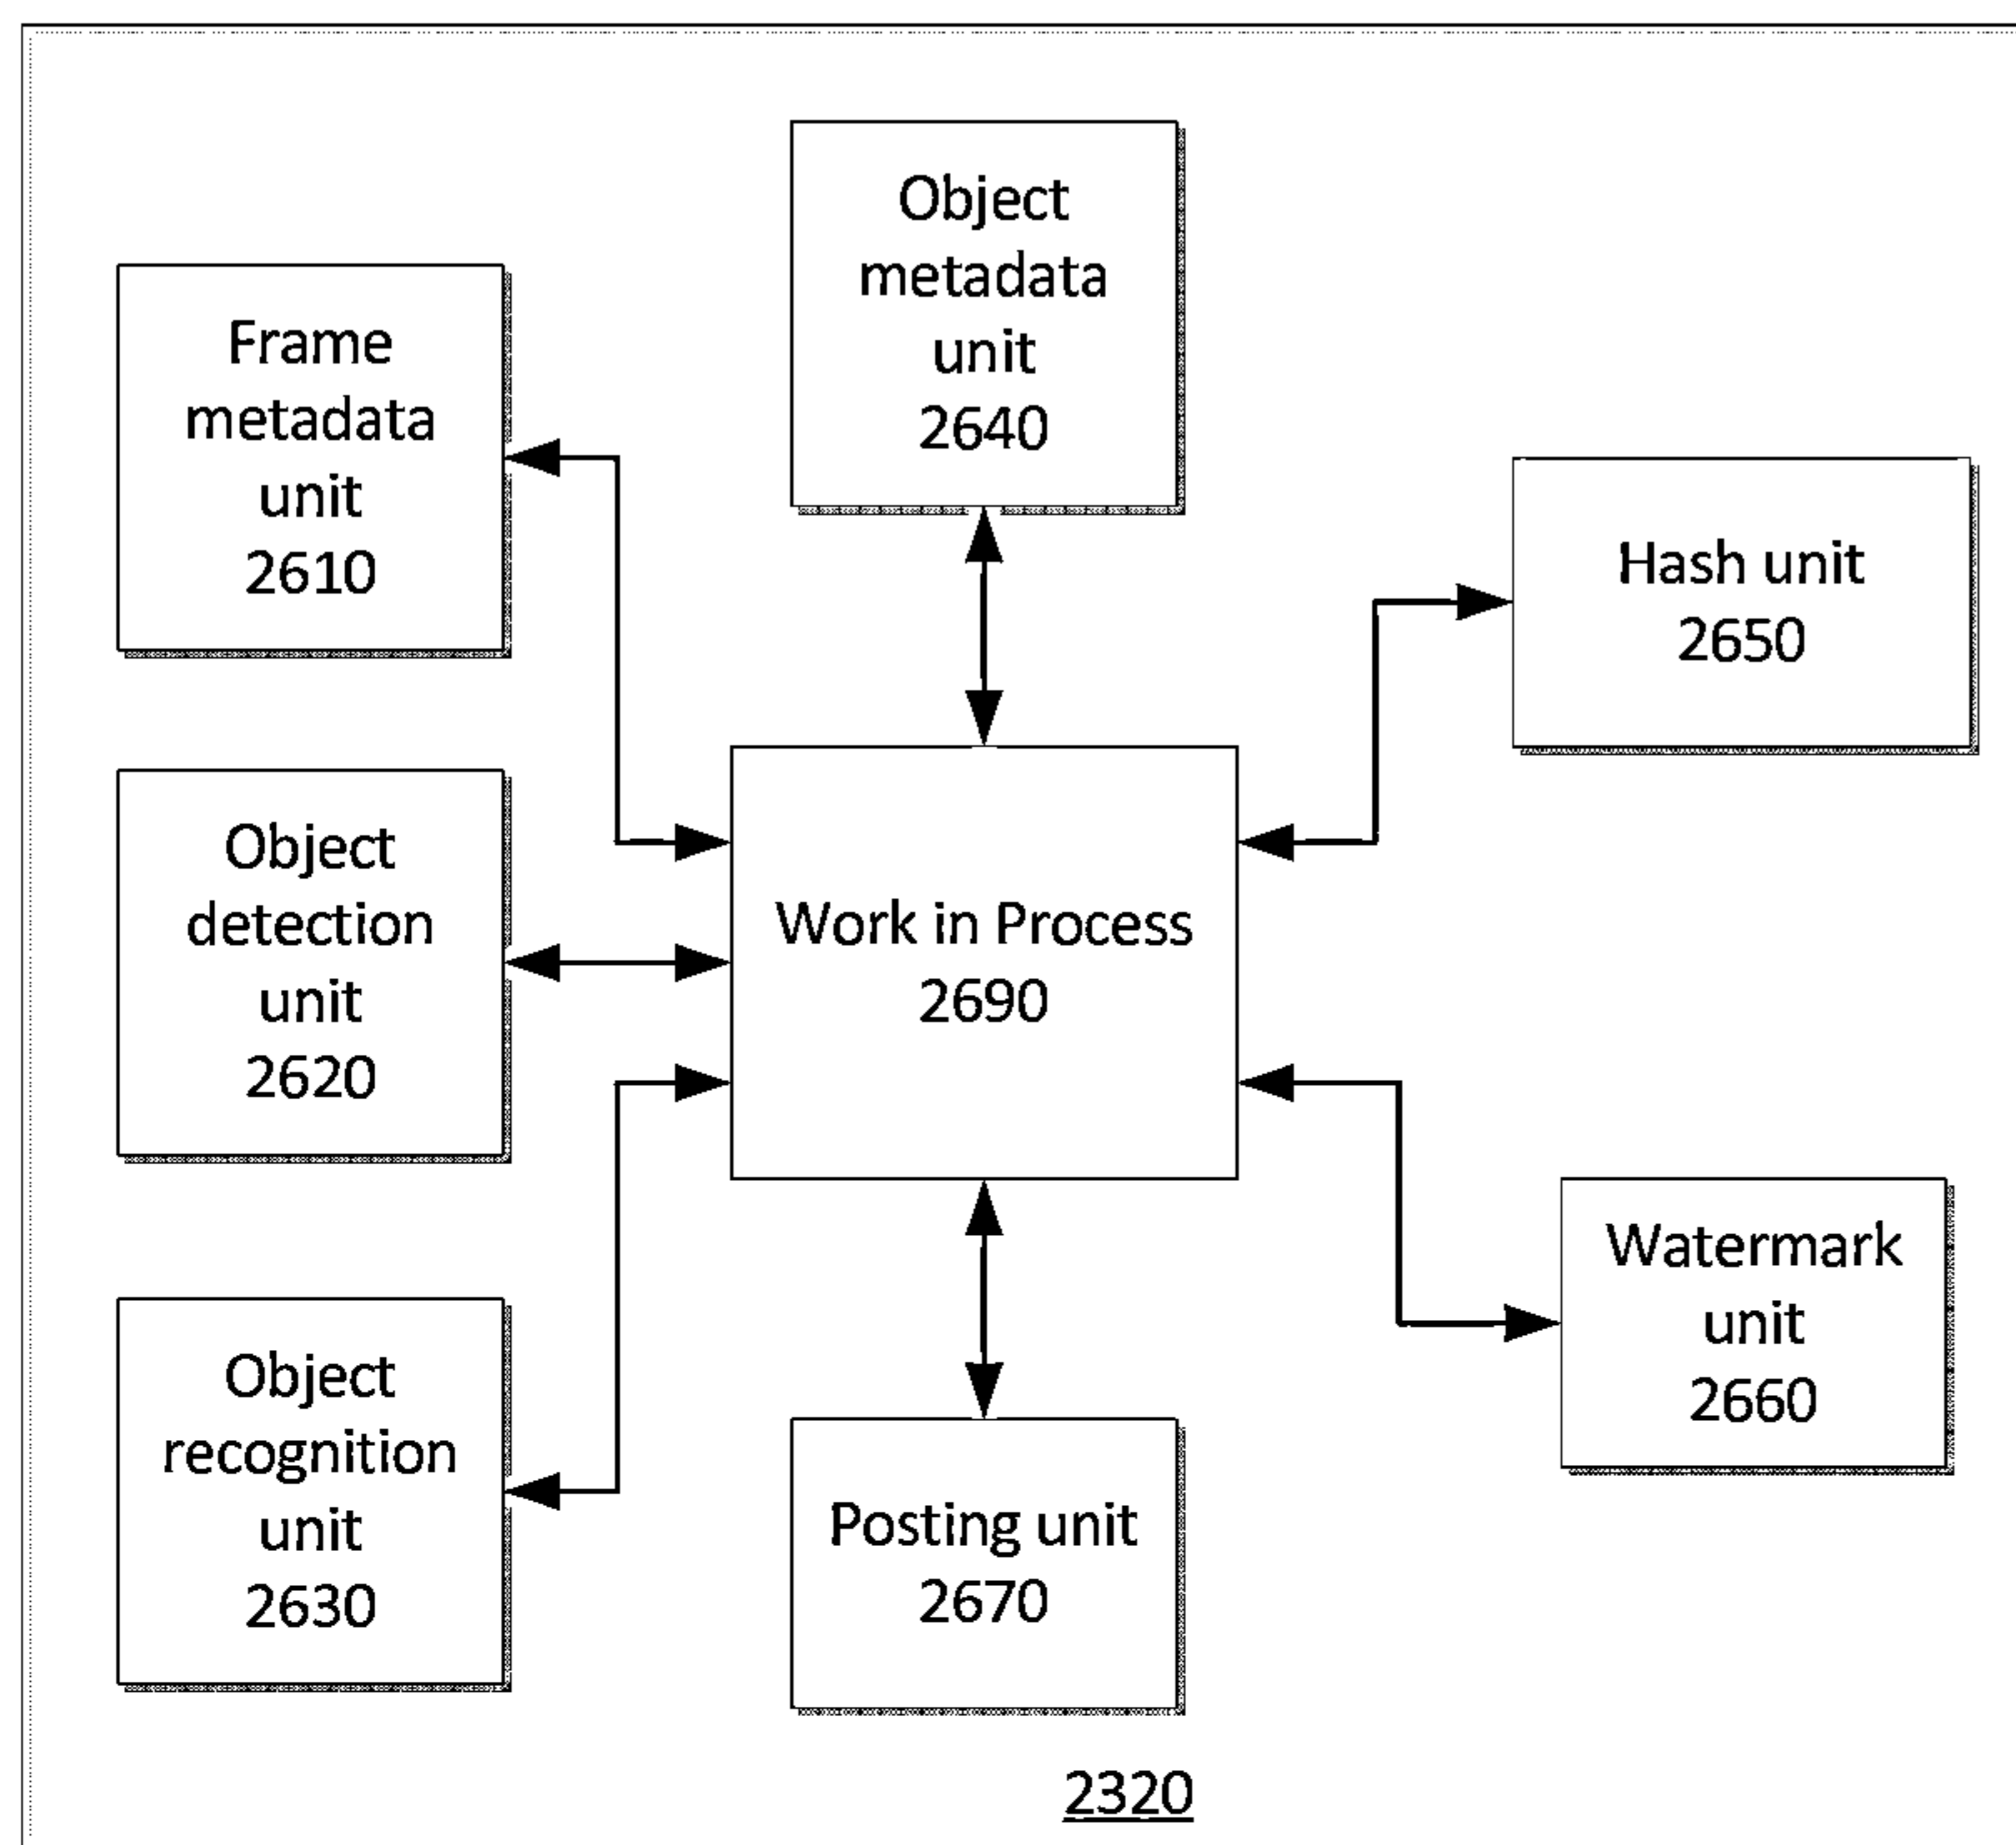 Object
metadata
unit
2640
Frame
metadata
unit
2610
Hash unit
2650
Object
detection
unit
2620
Work in Process
2690
Watermark
unit
2660
Object
recognition
unit
2630
Posting unit
2670
2320